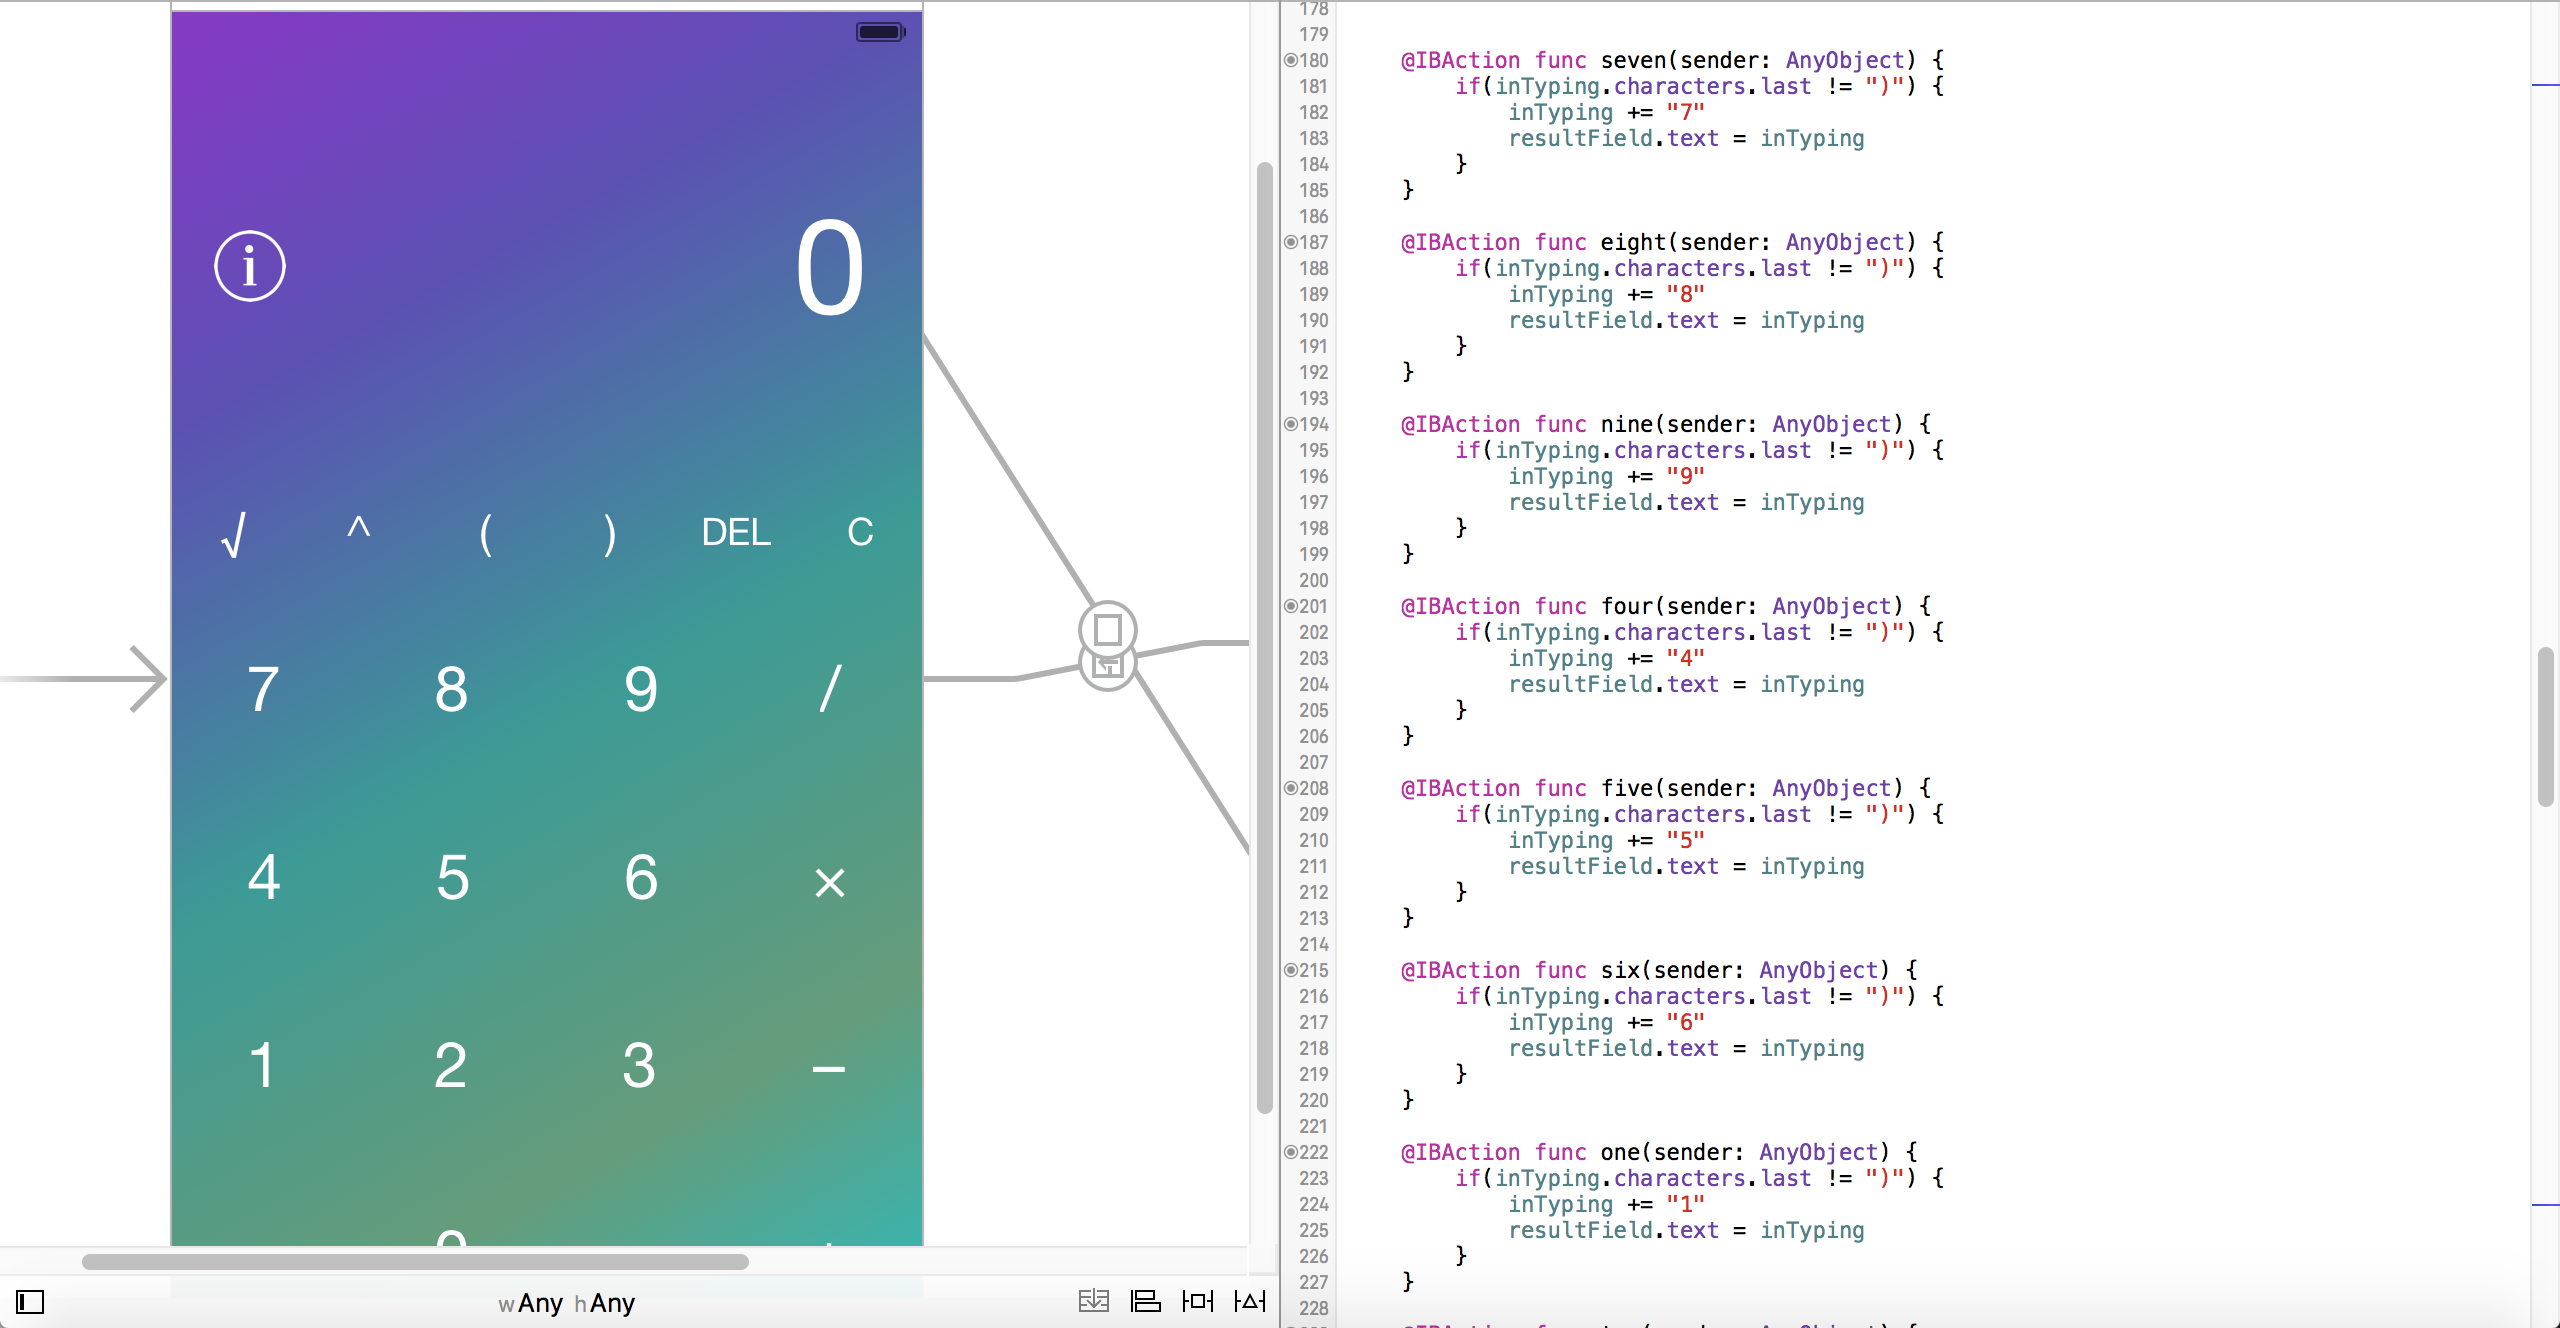 i
0
√ ^ ( ) DEL C
7 8 9 /
4 5 6 ×
1 2 3 −
0
wAny hAny
178
179
180 @IBAction func seven(sender: AnyObject) {
181 if(inTyping.characters.last != ")") {
182 inTyping += "7"
183 resultField.text = inTyping
184 }
185 }
186
187 @IBAction func eight(sender: AnyObject) {
188 if(inTyping.characters.last != ")") {
189 inTyping += "8"
190 resultField.text = inTyping
191 }
192 }
193
194 @IBAction func nine(sender: AnyObject) {
195 if(inTyping.characters.last != ")") {
196 inTyping += "9"
197 resultField.text = inTyping
198 }
199 }
200
201 @IBAction func four(sender: AnyObject) {
202 if(inTyping.characters.last != ")") {
203 inTyping += "4"
204 resultField.text = inTyping
205 }
206 }
207
208 @IBAction func five(sender: AnyObject) {
209 if(inTyping.characters.last != ")") {
210 inTyping += "5"
211 resultField.text = inTyping
212 }
213 }
214
215 @IBAction func six(sender: AnyObject) {
216 if(inTyping.characters.last != ")") {
217 inTyping += "6"
218 resultField.text = inTyping
219 }
220 }
221
222 @IBAction func one(sender: AnyObject) {
223 if(inTyping.characters.last != ")") {
224 inTyping += "1"
225 resultField.text = inTyping
226 }
227 }
228